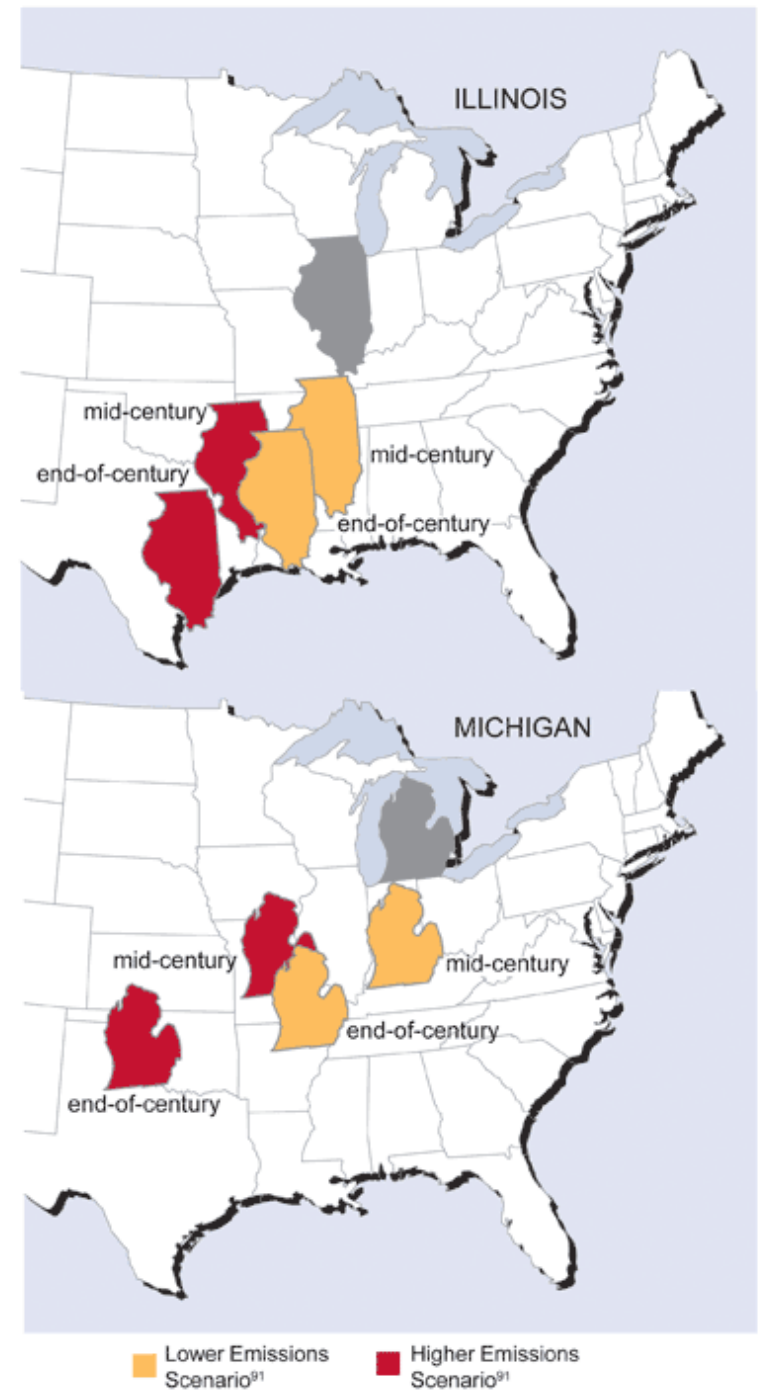 ILLINOIS
mid-century
end-of-century
mid-century
end-of-century
MICHIGAN
mid-century
mid-century
end-of-century
end-of-century
Lower Emissions
Scenario⁹¹
Higher Emissions
Scenario⁹¹